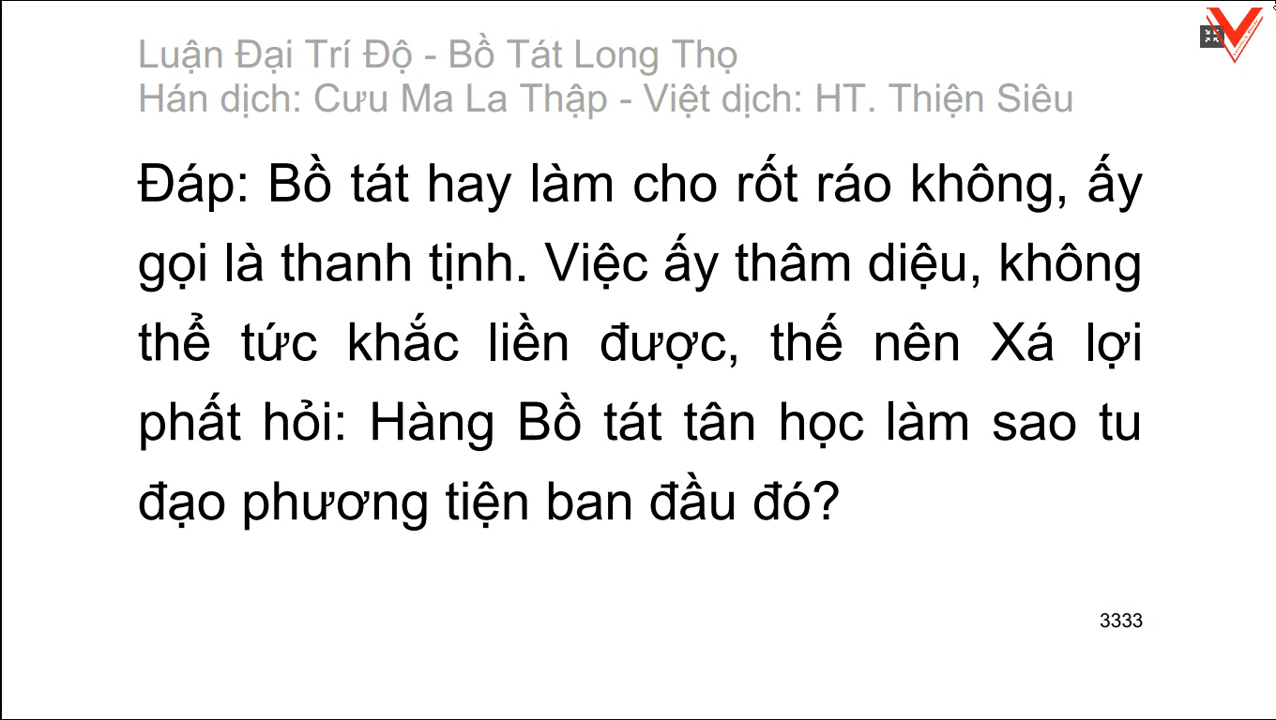 Luận Đại Trí Độ - Bồ Tát Long Thọ
Hán dịch: Cưu Ma La Thập - Việt dịch: HT. Thiện Siêu
Đáp: Bồ tát hay làm cho rốt ráo không, ấy
gọi là thanh tịnh. Việc ấy thâm diệu, không
thể tức khắc liền được, thế nên Xá lợi
phất hỏi: Hàng Bồ tát tân học làm sao tu
đạo phương tiện ban đầu đó?
3333